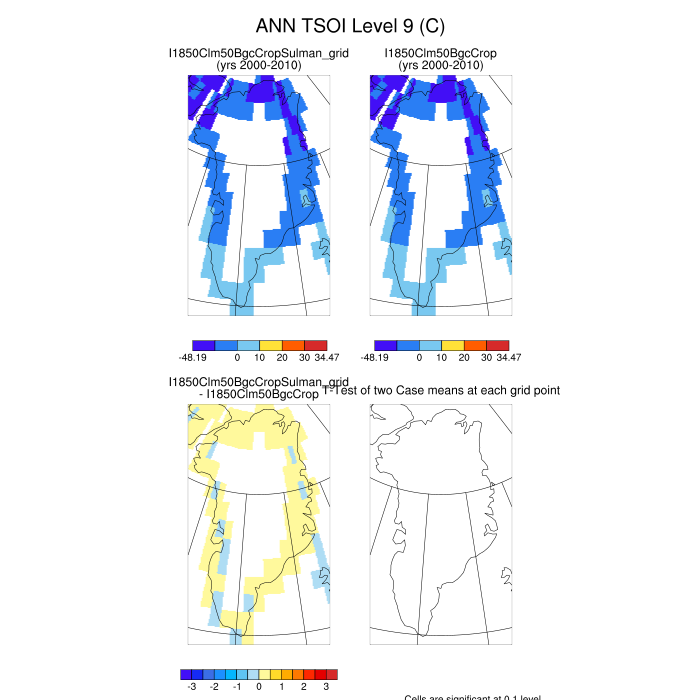 ANN TSOI Level 9 (C)
I1850Clm50BgcCropSulman_grid
(yrs 2000-2010)
I1850Clm50BgcCrop
(yrs 2000-2010)
-48.19 0 10 20 30 34.47
-48.19 0 10 20 30 34.47
I1850Clm50BgcCropSulman_grid
- I1850Clm50BgcCrop
T-Test of two Case means at each grid point
-3 -2 -1 0 1 2 3
Cells are significant at 0.1 level